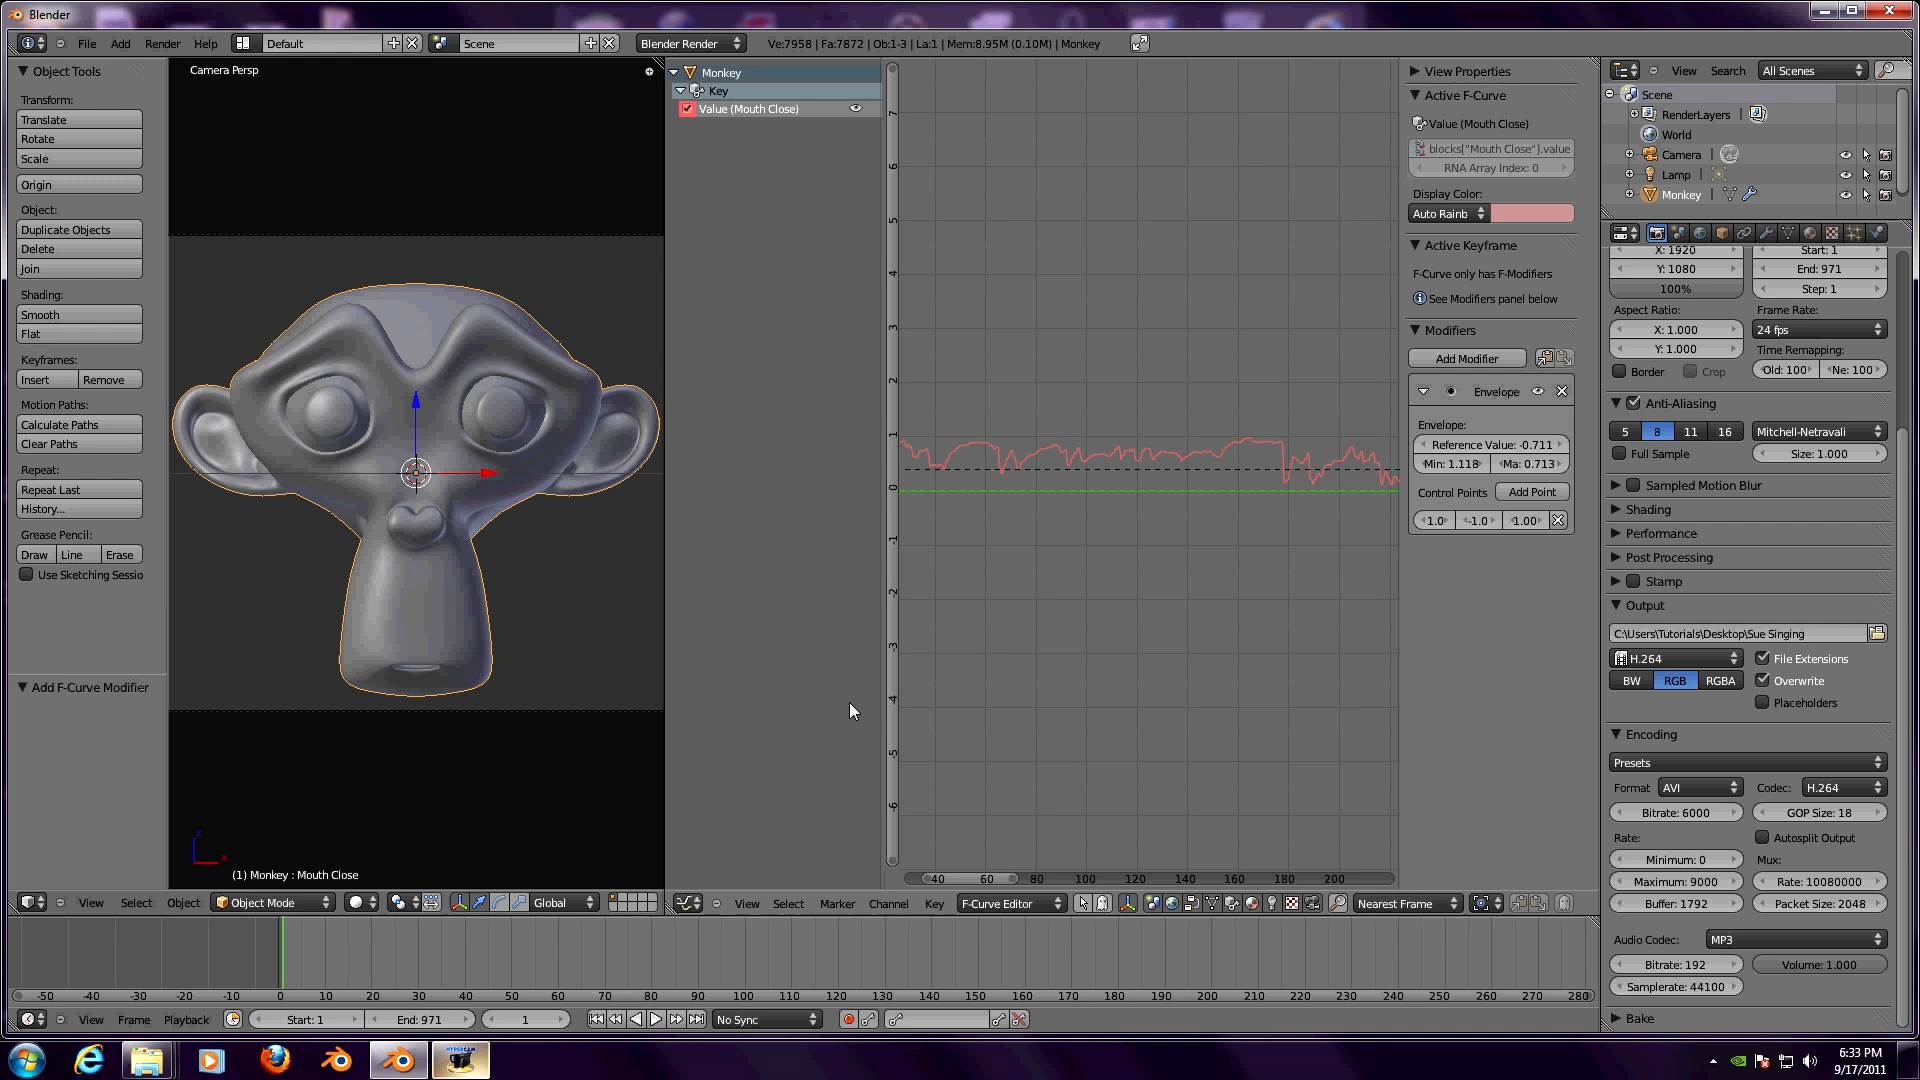 Blender
File Add Render Help Default Scene Blender Render Ve:7958 | Fa:7872 | Ob:1-3 | La:1 | Mem:8.95M (0.10M) | Monkey
Object Tools
Transform:
Translate
Rotate
Scale
Origin
Object:
Duplicate Objects
Delete
Join
Shading:
Smooth
Flat
Keyframes:
Insert Remove
Motion Paths:
Calculate Paths
Clear Paths
Repeat:
Repeat Last
History...
Grease Pencil:
Draw Line Erase
Use Sketching Sessio
Add F-Curve Modifier
Camera Persp
z
x
(1) Monkey : Mouth Close
View Select Object Object Mode Global
Monkey
Key
Value (Mouth Close)
7
6
5
4
3
2
1
0
-1
-2
-3
-4
-5
-6
40 60 80 100 120 140 160 180 200
View Select Marker Channel Key F-Curve Editor Nearest Frame
View Properties
Active F-Curve
Value (Mouth Close)
blocks["Mouth Close"].value
RNA Array Index: 0
Display Color:
Auto Rainb
Active Keyframe
F-Curve only has F-Modifiers
See Modifiers panel below
Modifiers
Add Modifier
Envelope
Envelope:
Reference Value: -0.711
Min: 1.118 Ma: 0.713
Control Points Add Point
1.0 -1.0 1.00
View Search All Scenes
Scene
RenderLayers |
World
Camera |
Lamp |
Monkey |
X: 1920 Start: 1
Y: 1080 End: 971
100% Step: 1
Aspect Ratio: Frame Rate:
X: 1.000 24 fps
Y: 1.000 Time Remapping:
Border Crop Old: 100 Ne: 100
Anti-Aliasing
5 8 11 16 Mitchell-Netravali
Full Sample Size: 1.000
Sampled Motion Blur
Shading
Performance
Post Processing
Stamp
Output
C:\Users\Tutorials\Desktop\Sue Singing
H.264 File Extensions
BW RGB RGBA Overwrite
Placeholders
Encoding
Presets
Format AVI Codec: H.264
Bitrate: 6000 GOP Size: 18
Rate: Autosplit Output
Minimum: 0 Mux:
Maximum: 9000 Rate: 10080000
Buffer: 1792 Packet Size: 2048
Audio Codec: MP3
Bitrate: 192 Volume: 1.000
Samplerate: 44100
Bake
-50 -40 -30 -20 -10 0 10 20 30 40 50 60 70 80 90 100 110 120 130 140 150 160 170 180 190 200 210 220 230 240 250 260 270 280
View Frame Playback Start: 1 End: 971 1 No Sync
HYPERCAM
6:33 PM
9/17/2011